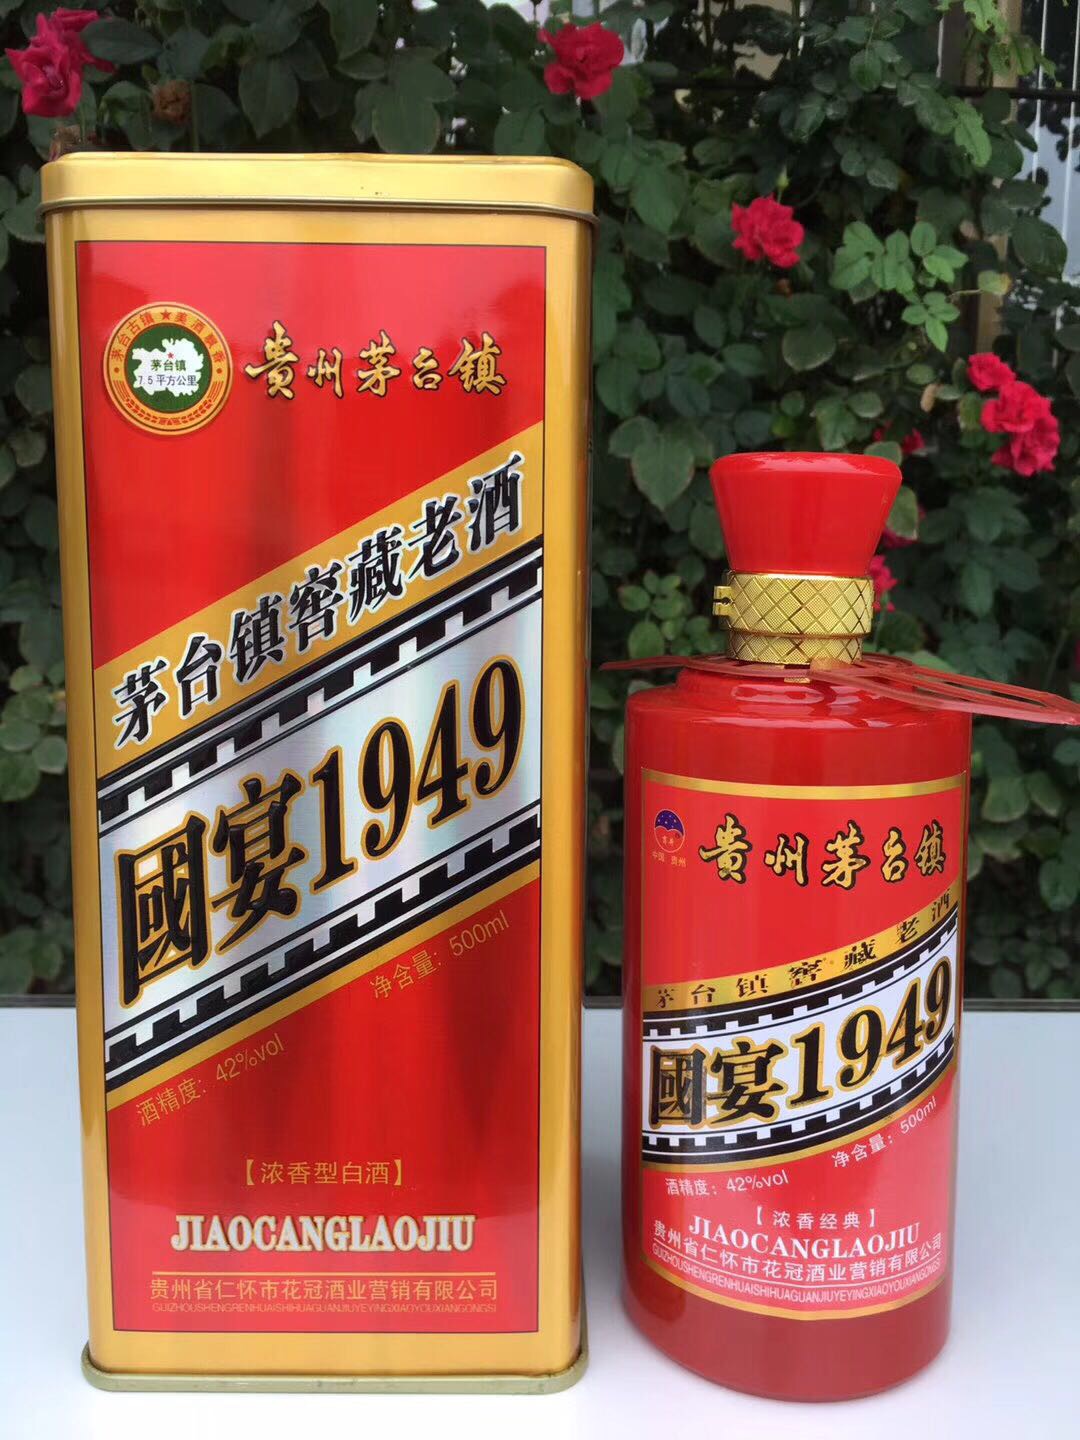 茅台古镇★美酒飘香
茅台镇
7.5平方公里
贵州茅台镇
茅台镇窖藏老酒
國宴1949
净含量：500ml
酒精度：42%vol
【浓香型白酒】
JIAOCANGLAOJIU
贵州省仁怀市花冠酒业营销有限公司
GUIZHOUSHENGRENHUAISHIHUAGUANJIUYEYINGXIAOYOUXIANGONGSI
中国 贵州
贵州茅台镇
茅台镇窖藏老酒
國宴1949
净含量：500ml
酒精度：42%vol
【浓香经典】
JIAOCANGLAOJIU
贵州省仁怀市花冠酒业营销有限公司
GUIZHOUSHENGRENHUAISHIHUAGUANJIUYEYINGXIAOYOUXIANGONGSI